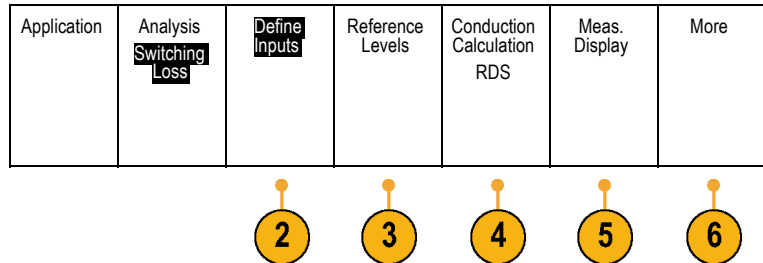 Application
Analysis
Switching
Loss
Define
Inputs
Reference
Levels
Conduction
Calculation
RDS
Meas.
Display
More
2
3
4
5
6